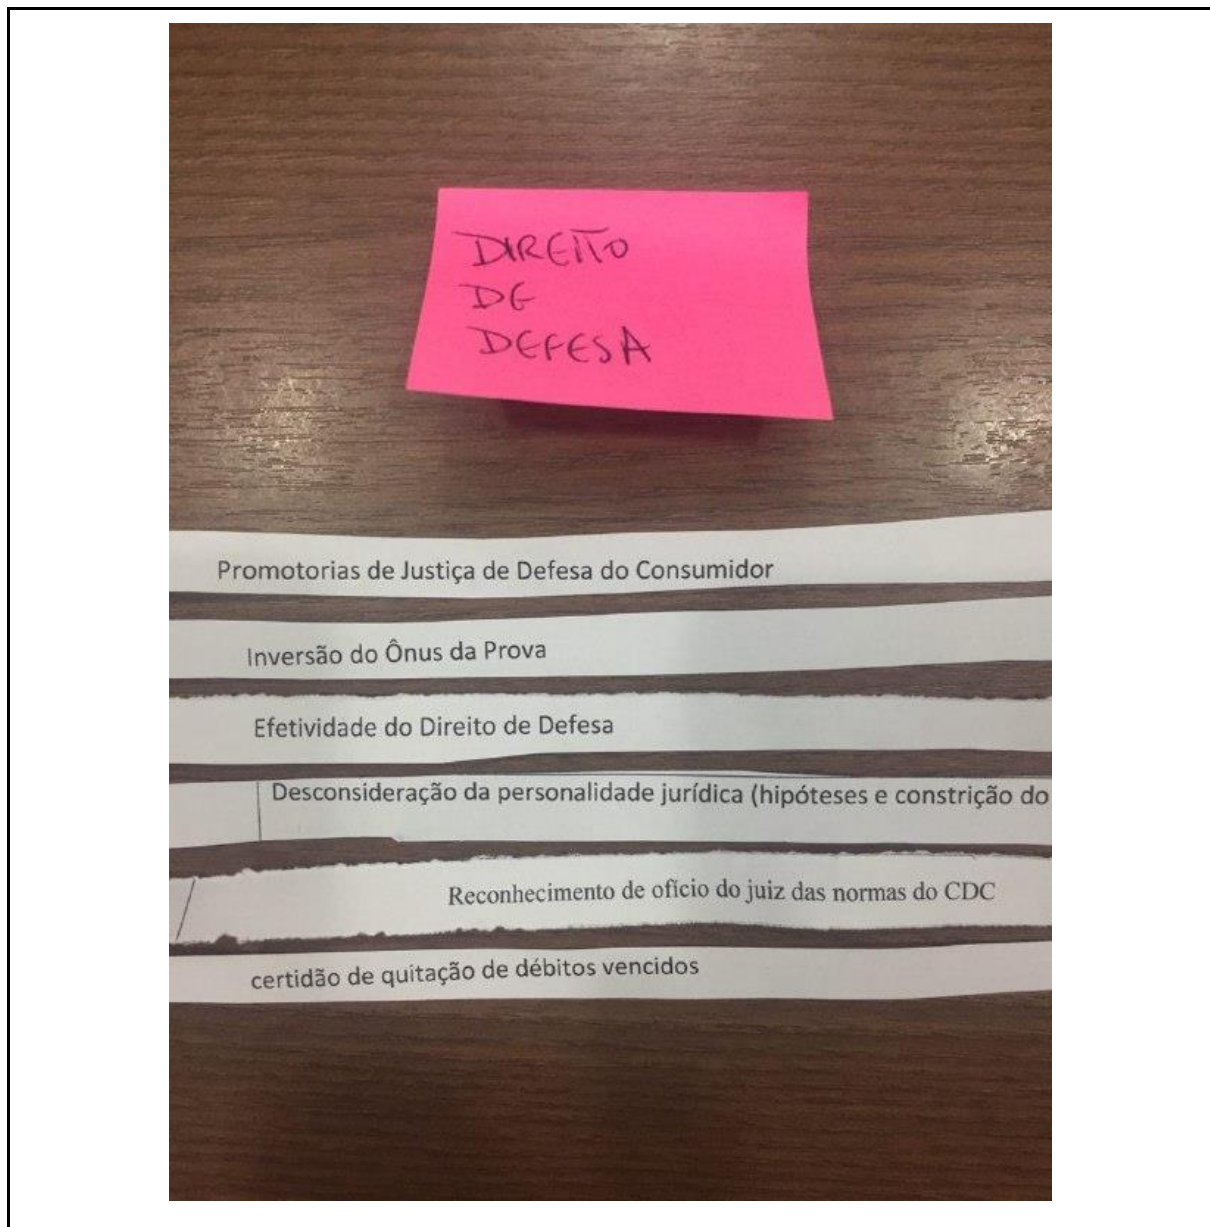 DIREITO
DE
DEFESA
Promotorias de Justiça de Defesa do Consumidor
Inversão do Ônus da Prova
Efetividade do Direito de Defesa
Desconsideração da personalidade jurídica (hipóteses e constrição do
Reconhecimento de ofício do juiz das normas do CDC
certidão de quitação de débitos vencidos